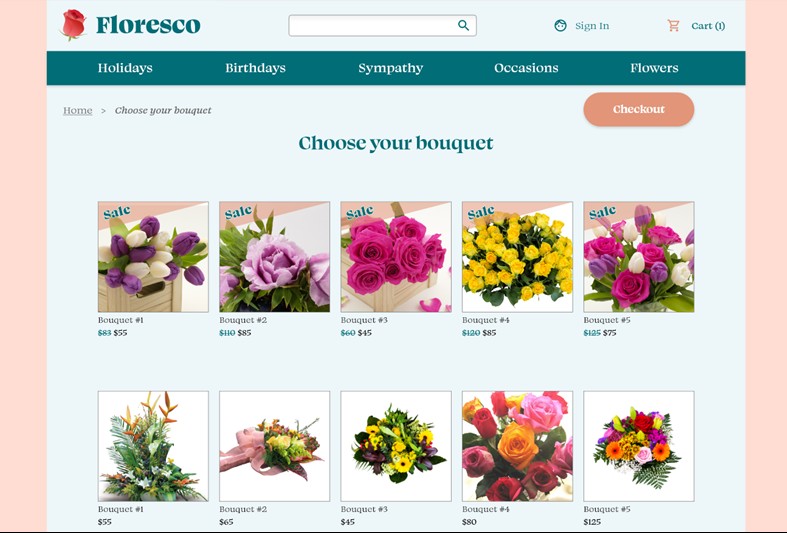 Floresco
Sign In
Cart (1)
Holidays Birthdays Sympathy Occasions Flowers
Home > Choose your bouquet
Checkout
Choose your bouquet
Sale Sale Sale Sale Sale
Bouquet #1 Bouquet #2 Bouquet #3 Bouquet #4 Bouquet #5
$83 $55 $110 $85 $60 $45 $120 $85 $125 $75
Bouquet #1 Bouquet #2 Bouquet #3 Bouquet #4 Bouquet #5
$55 $65 $45 $80 $125